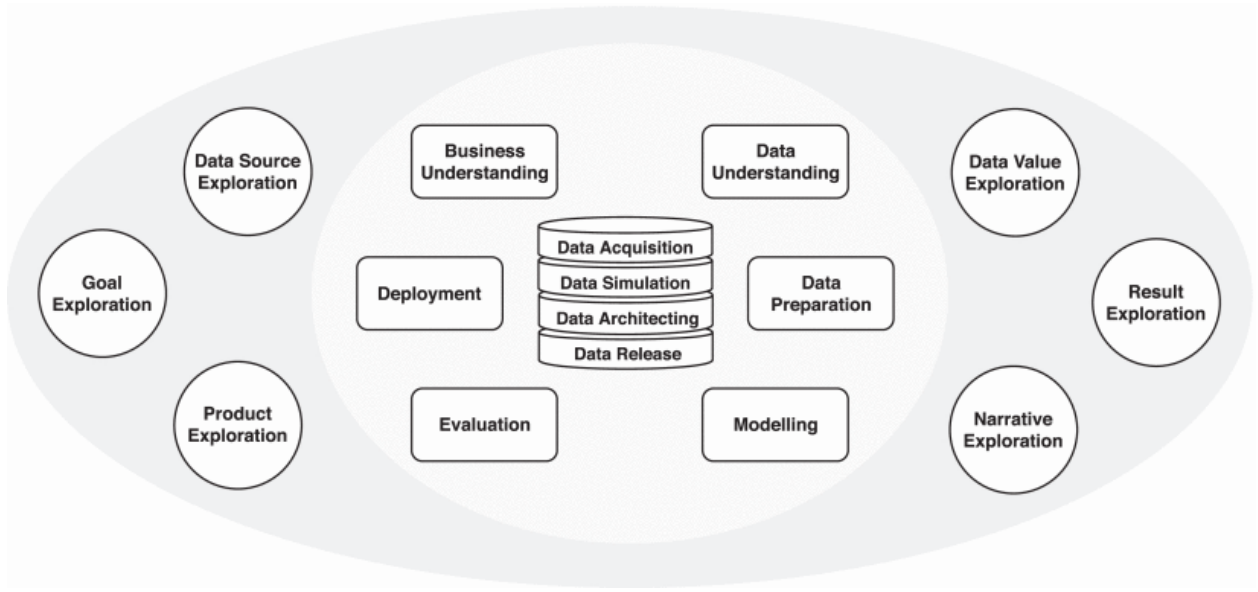 Data Source
Exploration
Goal
Exploration
Product
Exploration
Business
Understanding
Data
Understanding
Deployment
Data Acquisition
Data Simulation
Data Architecting
Data Release
Data
Preparation
Evaluation
Modelling
Data Value
Exploration
Result
Exploration
Narrative
Exploration